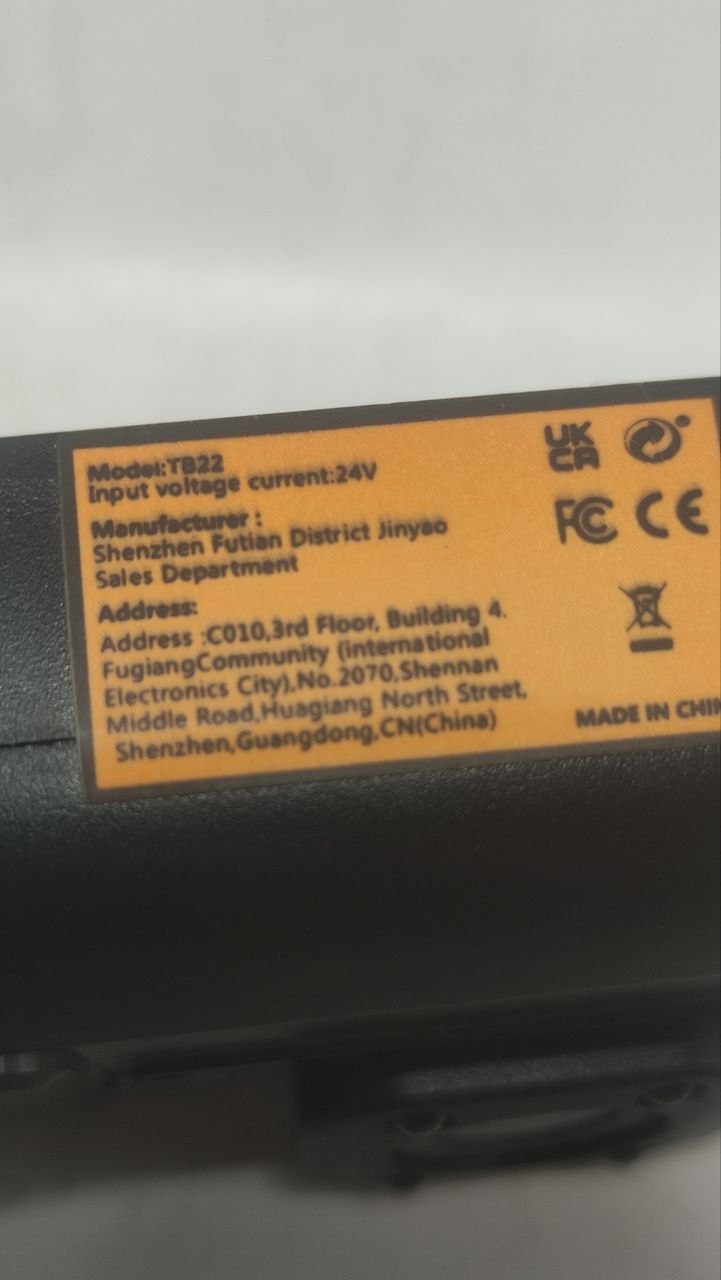 Model:TB22
Input voltage current:24V
Manufacturer :
Shenzhen Futian District Jinyao
Sales Department
Address:
Address :C010,3rd Floor, Building 4.
FugiangCommunity (international
Electronics City),No.2070,Shennan
Middle Road,Huagiang North Street,
Shenzhen,Guangdong,CN(China)
UK
CA
FC CE
MADE IN CHIN